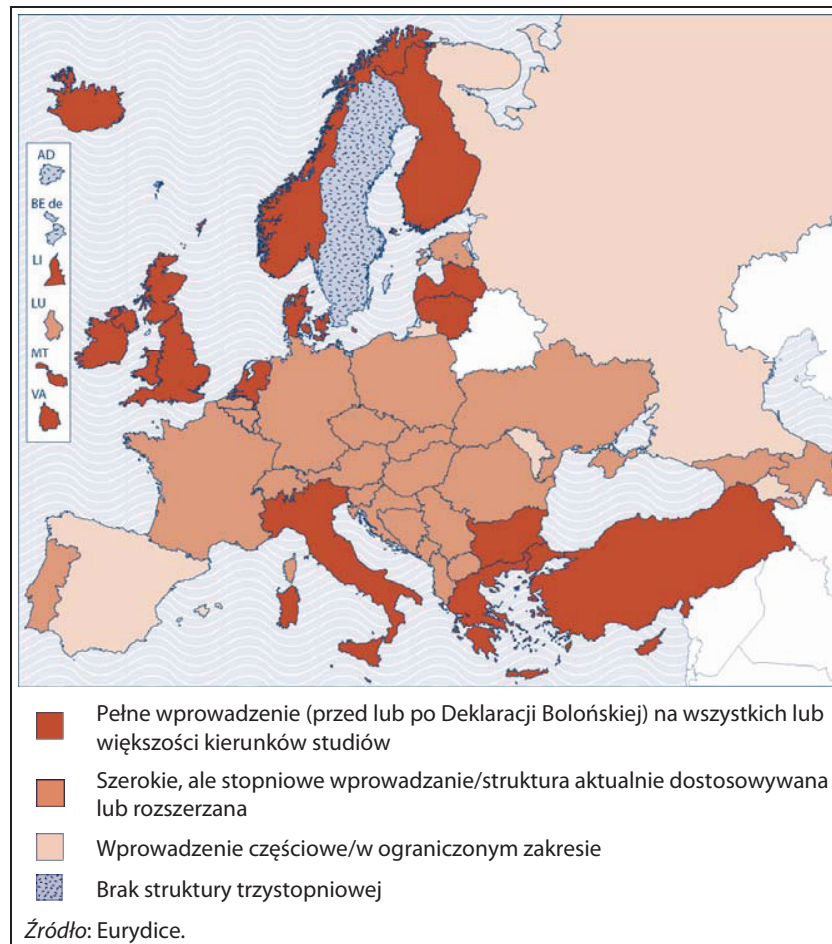 AD
BE de
LI
LU
MT
VA
Pełne wprowadzenie (przed lub po Deklaracji Bolońskiej) na wszystkich lub
większości kierunków studiów
Szerokie, ale stopniowe wprowadzanie/struktura aktualnie dostosowywana
lub rozszerzana
Wprowadzenie częściowe/w ograniczonym zakresie
Brak struktury trzystopniowej
Źródło: Eurydice.